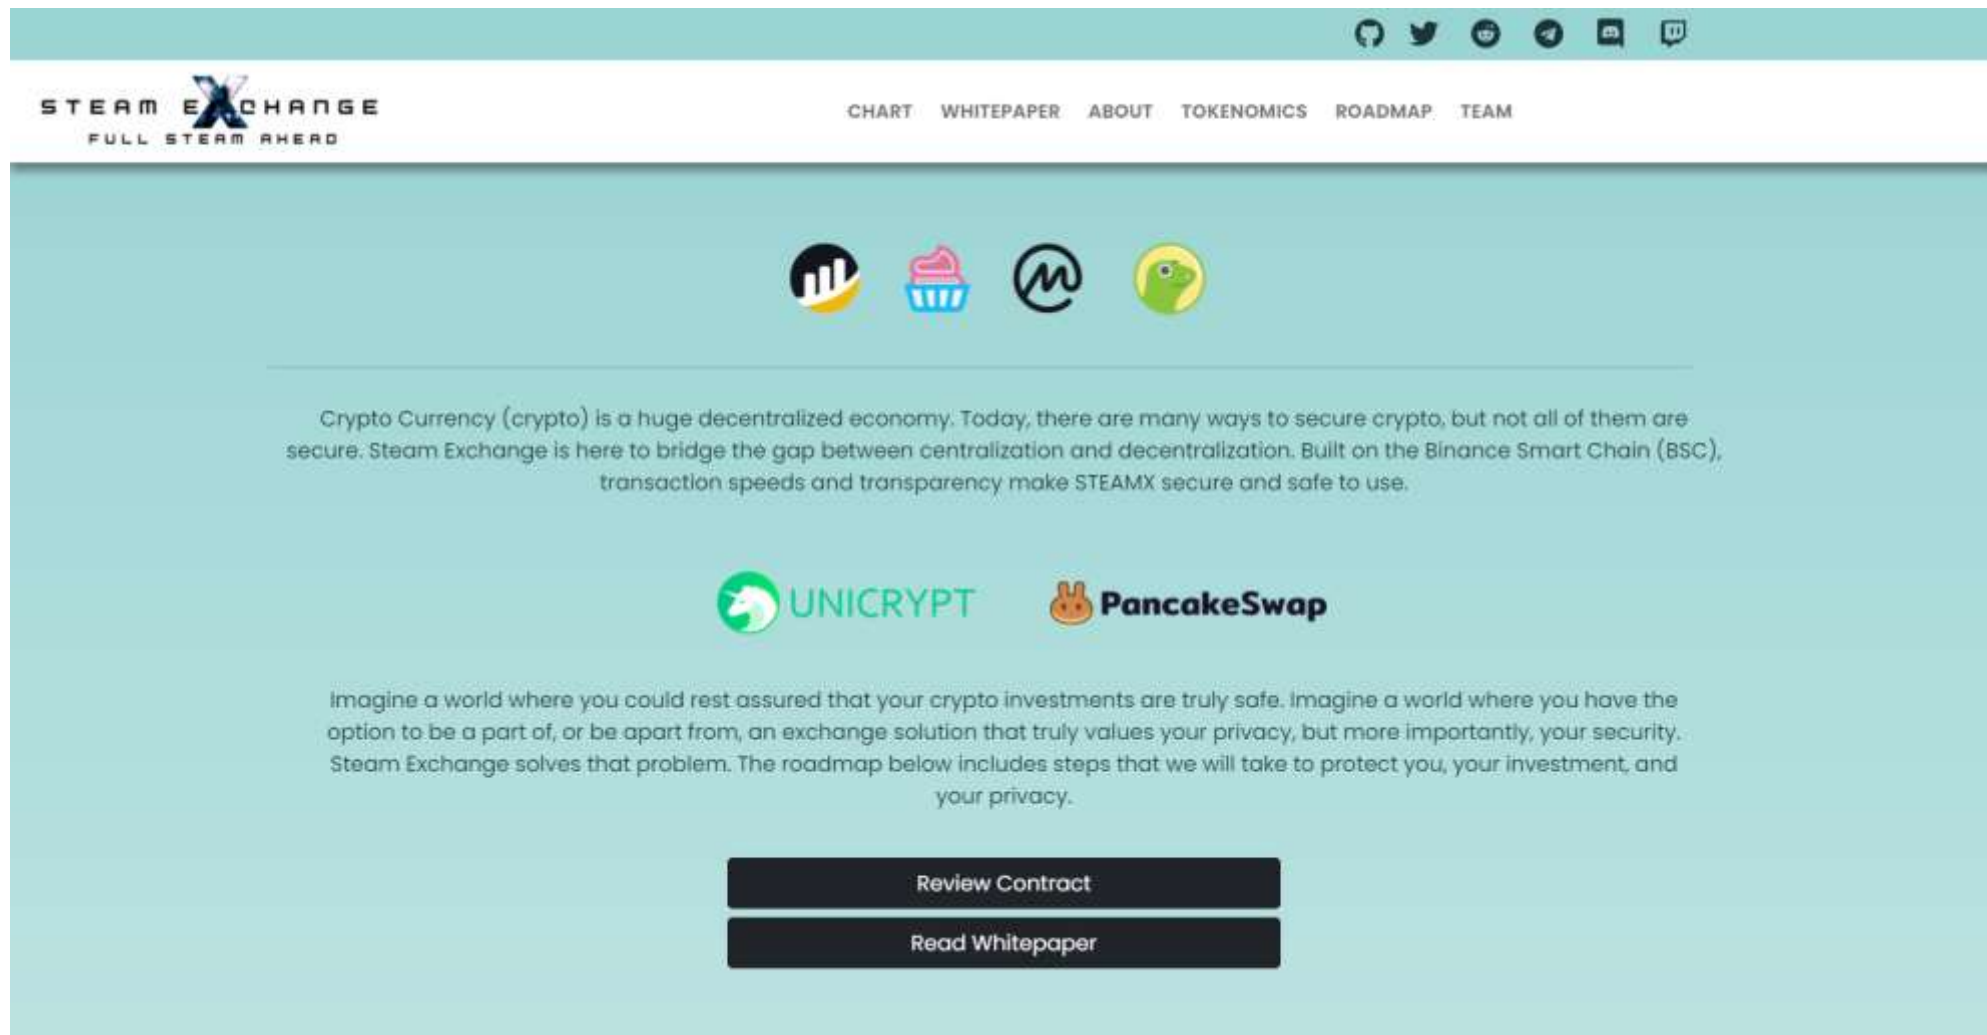 STEAM EXCHANGE
FULL STEAM AHEAD
CHART WHITEPAPER ABOUT TOKENOMICS ROADMAP TEAM
Crypto Currency (crypto) is a huge decentralized economy. Today, there are many ways to secure crypto, but not all of them are
secure. Steam Exchange is here to bridge the gap between centralization and decentralization. Built on the Binance Smart Chain (BSC),
transaction speeds and transparency make STEAMX secure and safe to use.
UNICRYPT PancakeSwap
Imagine a world where you could rest assured that your crypto investments are truly safe. Imagine a world where you have the
option to be a part of, or be apart from, an exchange solution that truly values your privacy, but more importantly, your security.
Steam Exchange solves that problem. The roadmap below includes steps that we will take to protect you, your investment, and
your privacy.
Review Contract
Read Whitepaper